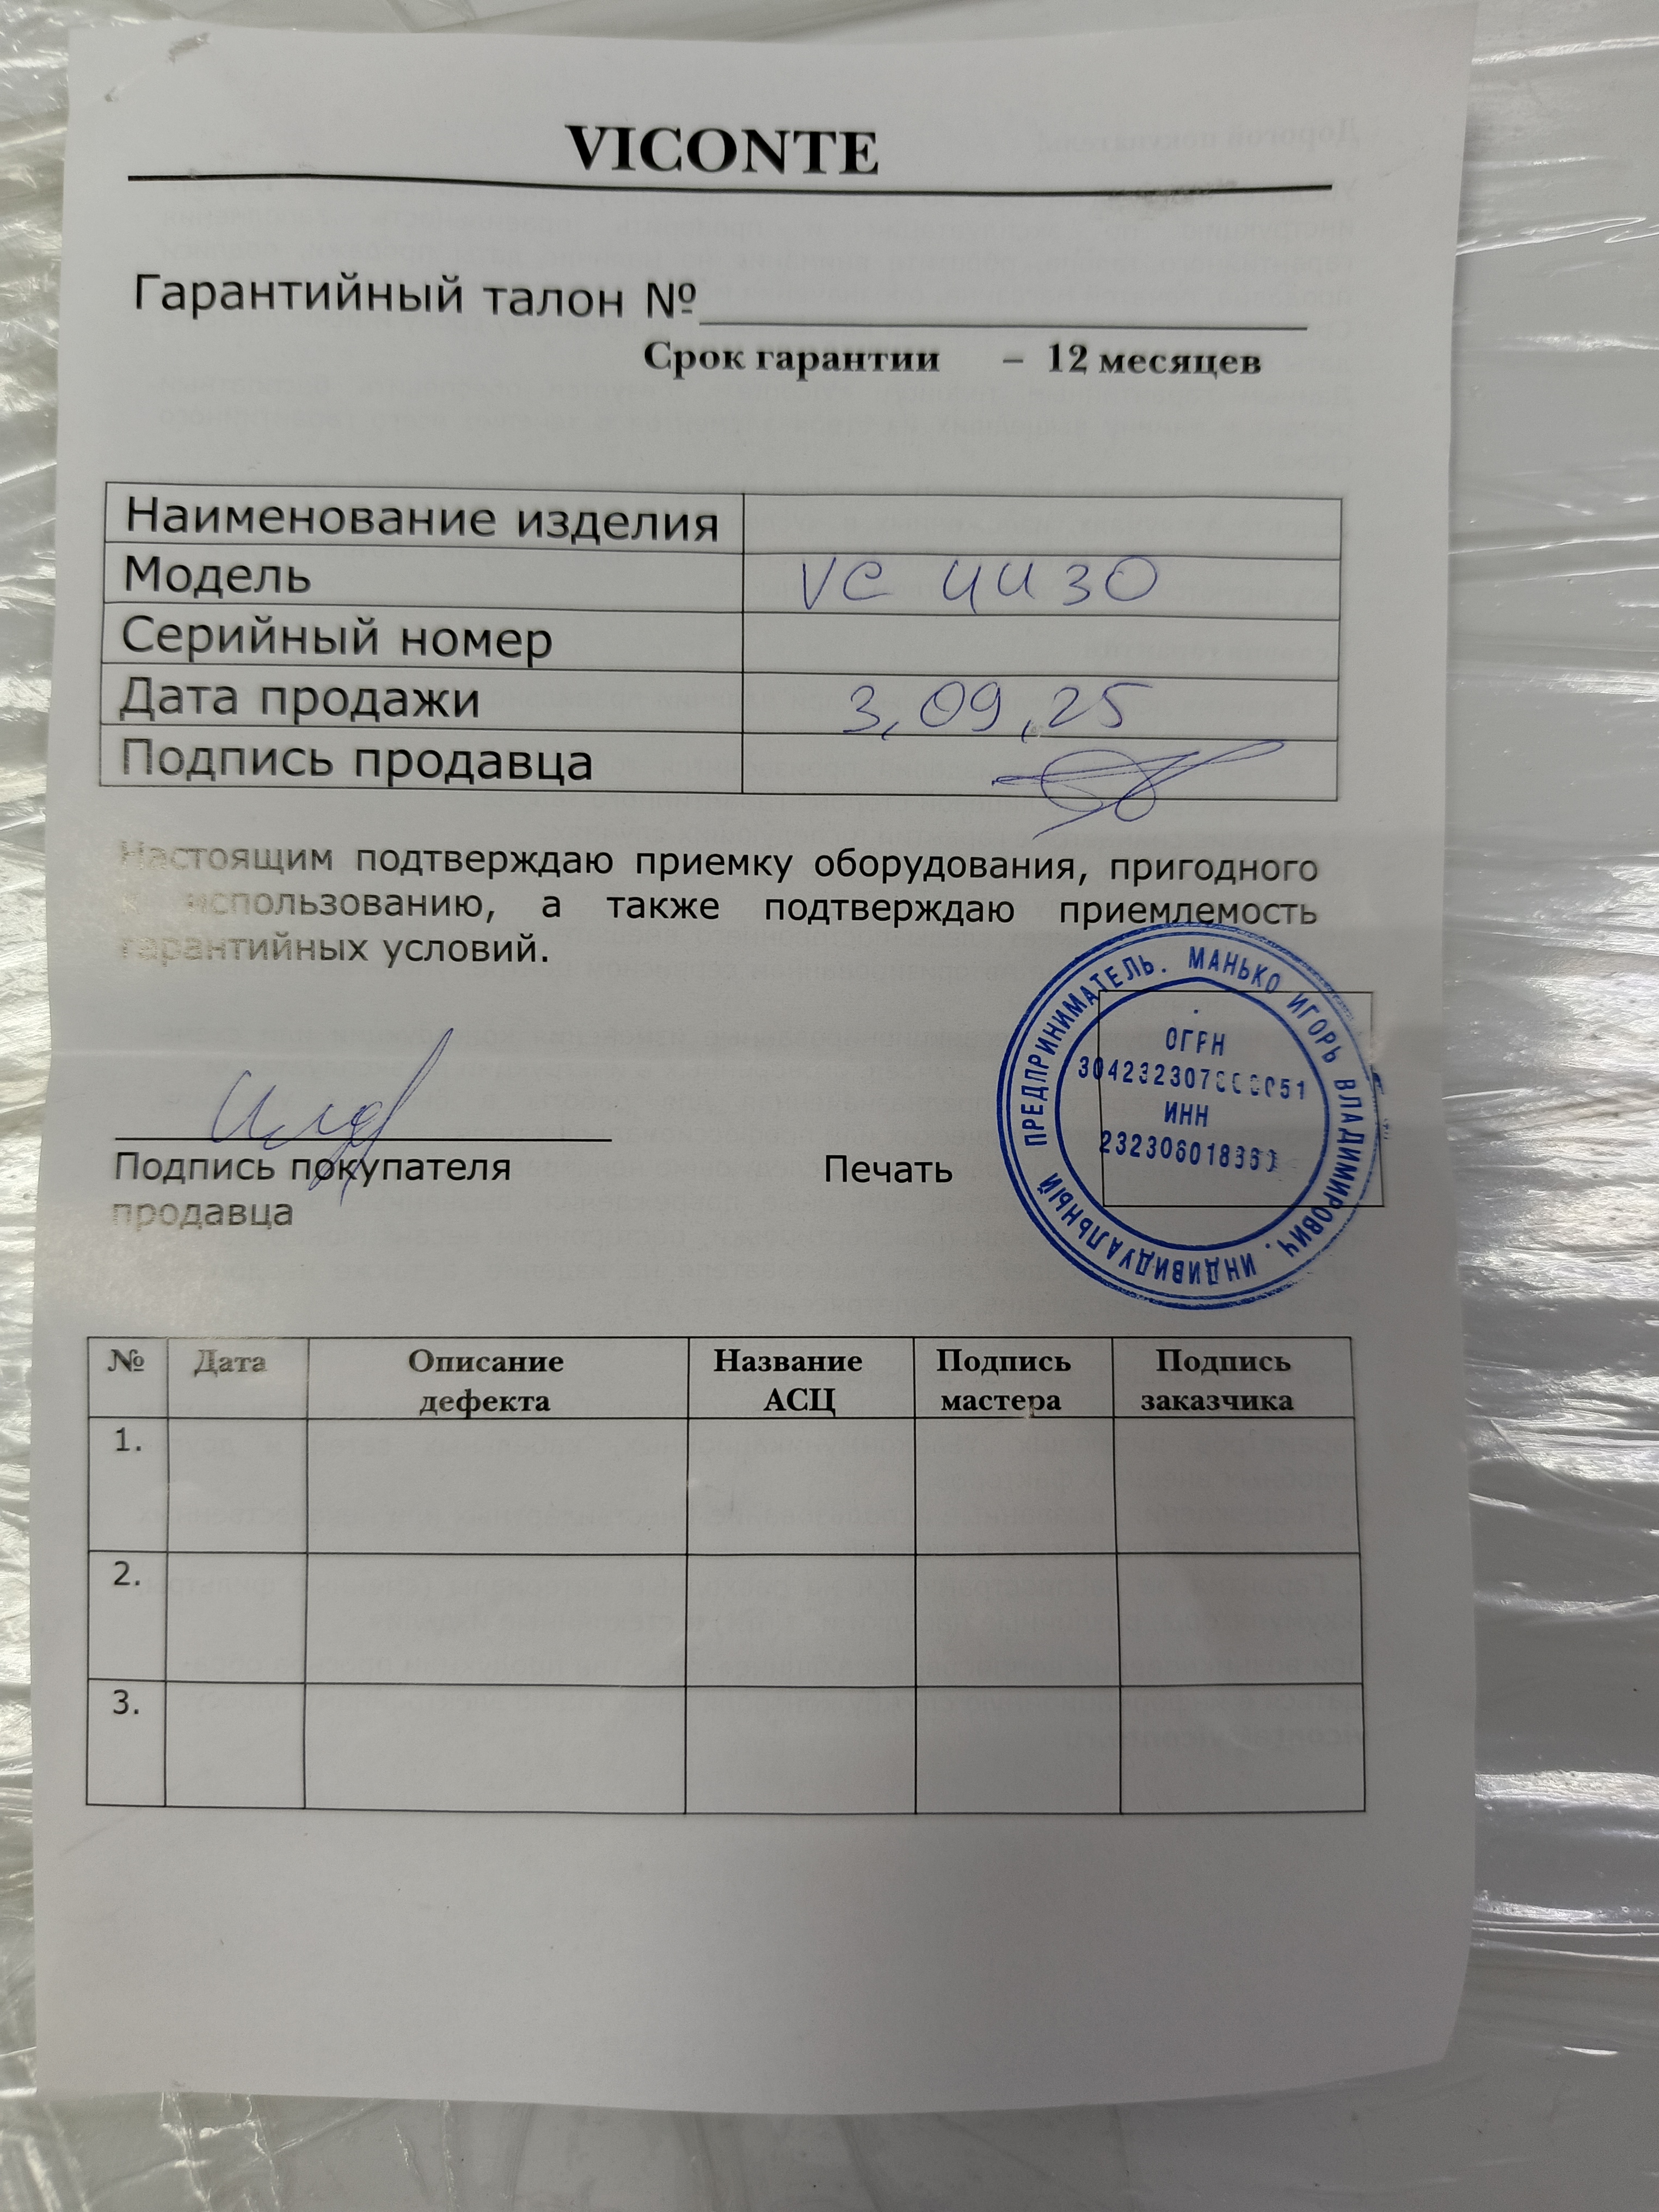 VICONTE
Гарантийный талон №
Срок гарантии – 12 месяцев
Наименование изделия
Модель VC 4430
Серийный номер
Дата продажи 3,09,25
Подпись продавца
Настоящим подтверждаю приемку оборудования, пригодного
к использованию, а также подтверждаю приемлемость
гарантийных условий.
ИНДИВИДУАЛЬНЫЙ ПРЕДПРИНИМАТЕЛЬ. МАНЬКО ИГОРЬ ВЛАДИМИРОВИЧ.
ОГРН
ИНН
Подпись покупателя Печать
продавца
№ Дата Описание дефекта Название АСЦ Подпись мастера Подпись заказчика
1.
2.
3.